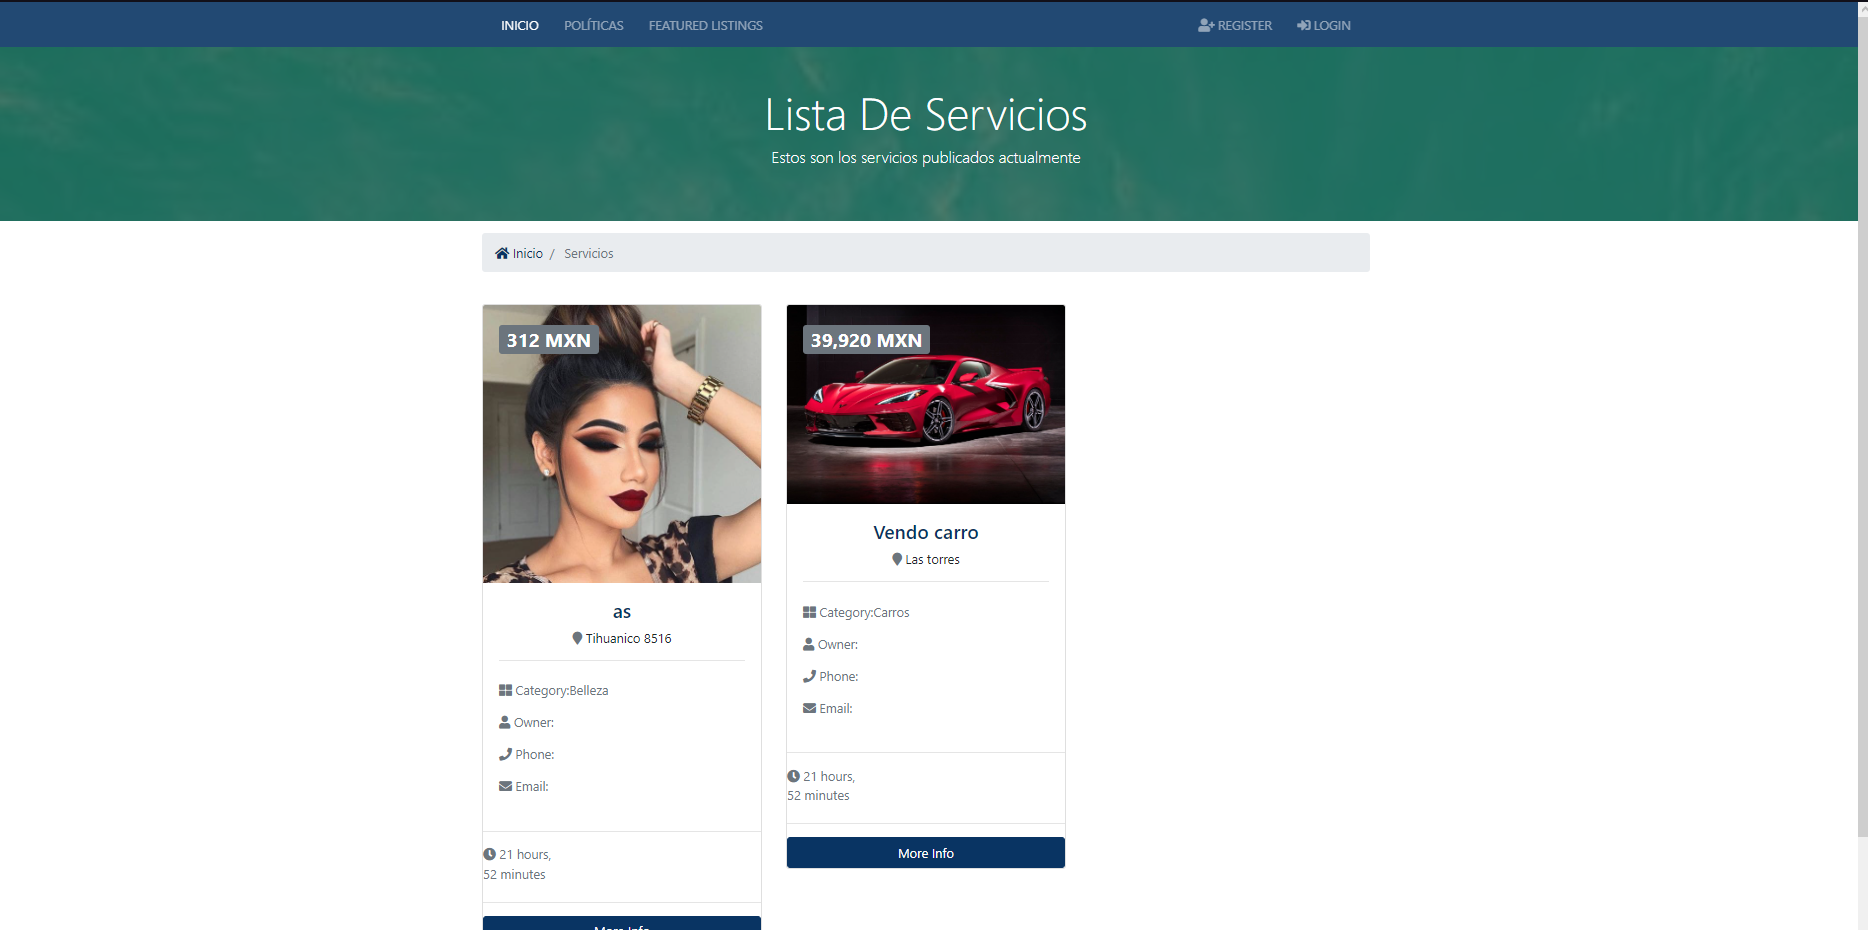 INICIO POLÍTICAS FEATURED LISTINGS REGISTER LOGIN
Lista De Servicios
Estos son los servicios publicados actualmente
Inicio / Servicios
312 MXN
as
Tihuanico 8516
Category:Belleza
Owner:
Phone:
Email:
21 hours,
52 minutes
More Info
39,920 MXN
Vendo carro
Las torres
Category:Carros
Owner:
Phone:
Email:
21 hours,
52 minutes
More Info